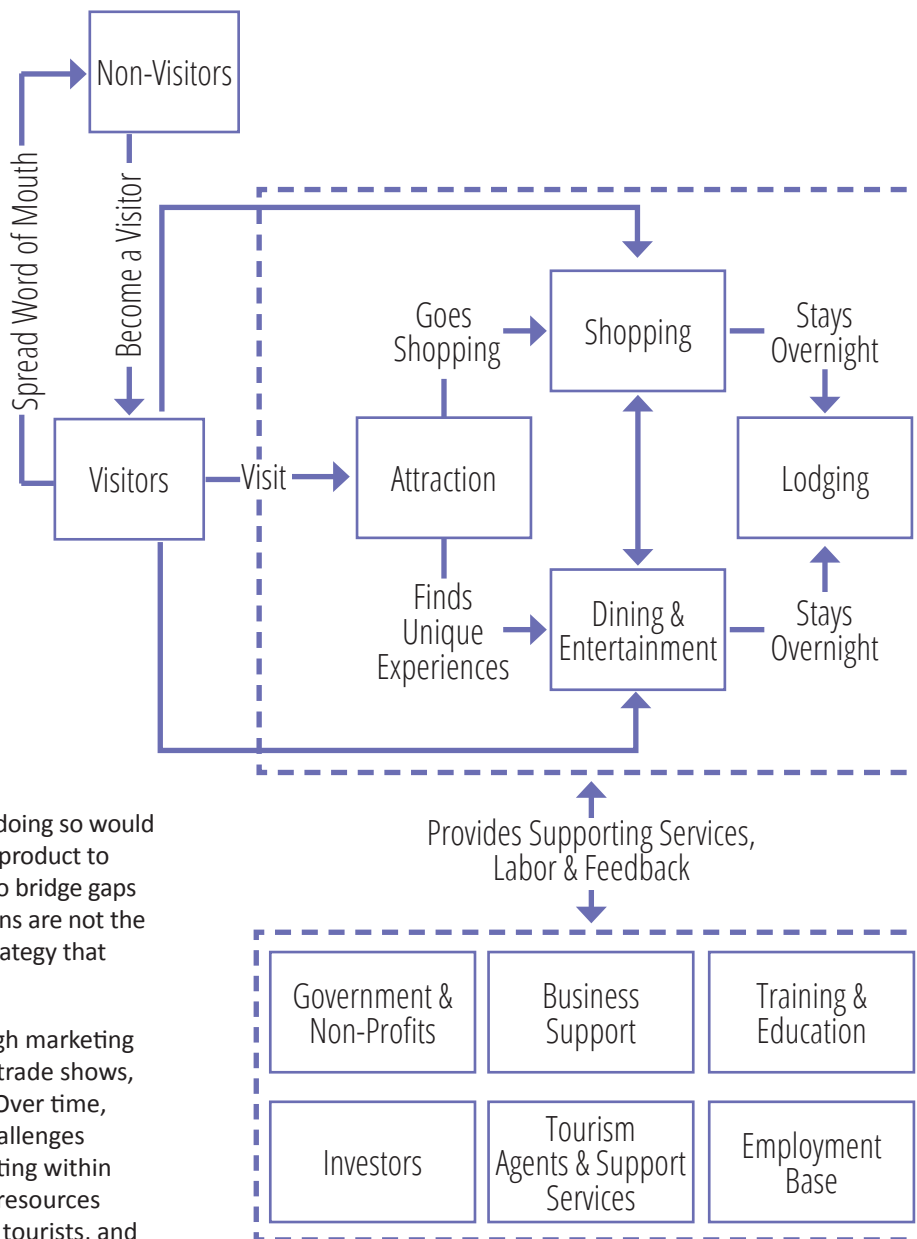 Non-Visitors
Spread Word of Mouth
Become a Visitor
Visitors
Visit
Attraction
Goes
Shopping
Shopping
Stays
Overnight
Lodging
Finds
Unique
Experiences
Dining &
Entertainment
Stays
Overnight
Provides Supporting Services,
Labor & Feedback
Government &
Non-Profits
Business
Support
Training &
Education
Investors
Tourism
Agents & Support
Services
Employment
Base
doing so would
product to
o bridge gaps
ns are not the
ategy that
gh marketing
trade shows,
Over time,
allenges
ting within
resources
tourists, and